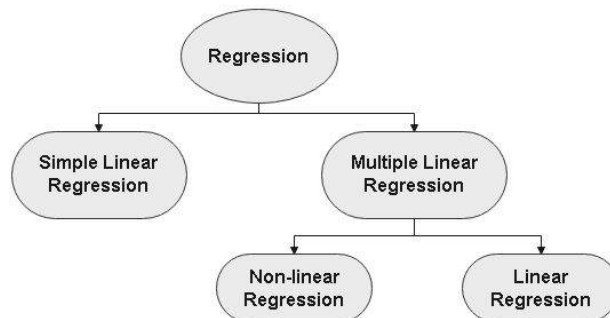 Regression
Simple Linear
Regression
Multiple Linear
Regression
Non-linear
Regression
Linear
Regression